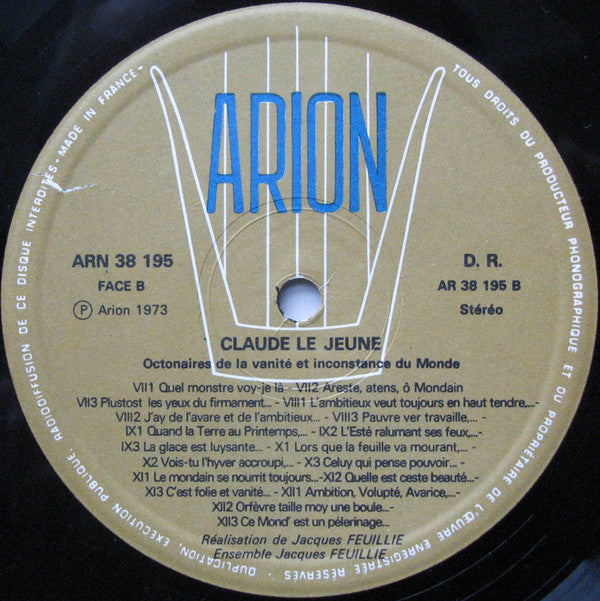 ARION
ARN 38 195
FACE B
Ⓟ Arion 1973
D. R.
AR 38 195 B
Stéréo
CLAUDE LE JEUNE
Octonaires de la vanité et inconstance du Monde
VII1 Quel monstre voy-je là - VII2 Areste, atens, ô Mondain
VII3 Plustost les yeux du firmament... - VIII1 L'ambitieux veut toujours en haut tendre,...-
VIII2 J'ay de l'avare et de l'ambitieux... - VIII3 Pauvre ver travaille,... -
IX1 Quand la Terre au Printemps,... - IX2 L'Esté ralumant ses feux,...-
IX3 La glace est luysante... - X1 Lors que la feuille va mourant,... -
X2 Vois-tu l'hyver accroupi,... - X3 Celuy qui pense pouvoir... -
XI1 Le mondain se nourrit toujours...- XI2 Quelle est ceste beauté...-
XI3 C'est folie et vanité... - XII1 Ambition, Volupté, Avarice,...-
XII2 Orfèvre taille moy une boule...-
XII3 Ce Mond' est un pélerinage...
Réalisation de Jacques FEUILLIE
Ensemble Jacques FEUILLIE
TOUS DROITS DU PRODUCTEUR PHONOGRAPHIQUE ET DU PROPRIÉTAIRE DE L'ŒUVRE ENREGISTRÉE RÉSERVÉS - DUPLICATION, EXÉCUTION PUBLIQUE RADIODIFFUSION DE CE DISQUE INTERDITES - MADE IN FRANCE -